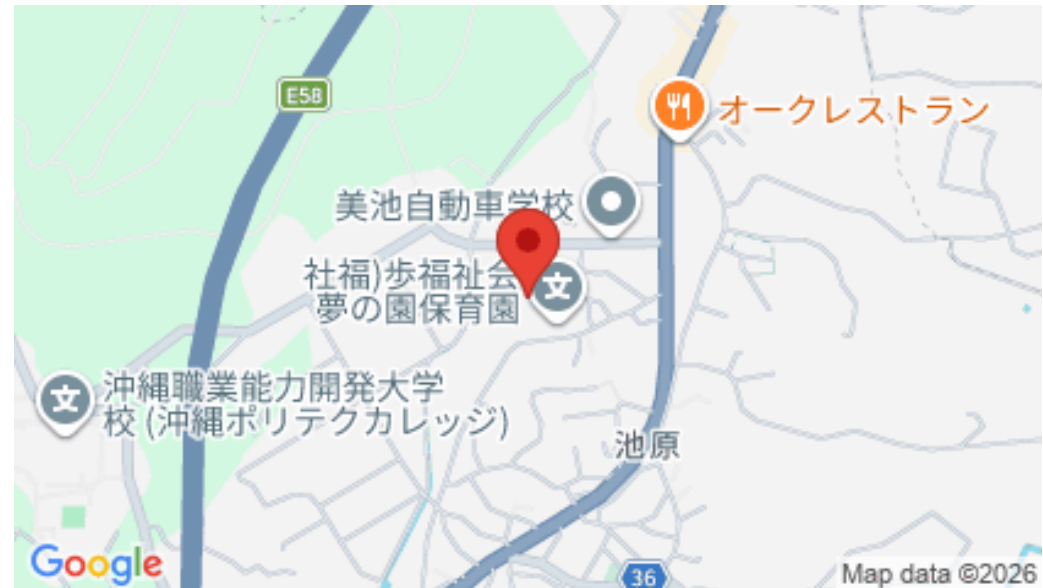 E58
オークレストラン
美池自動車学校
社福)歩福祉会
夢の園保育園
文
沖縄職業能力開発大学
校 (沖縄ポリテクカレッジ)
文
池原
36
Google
Map data ©2026